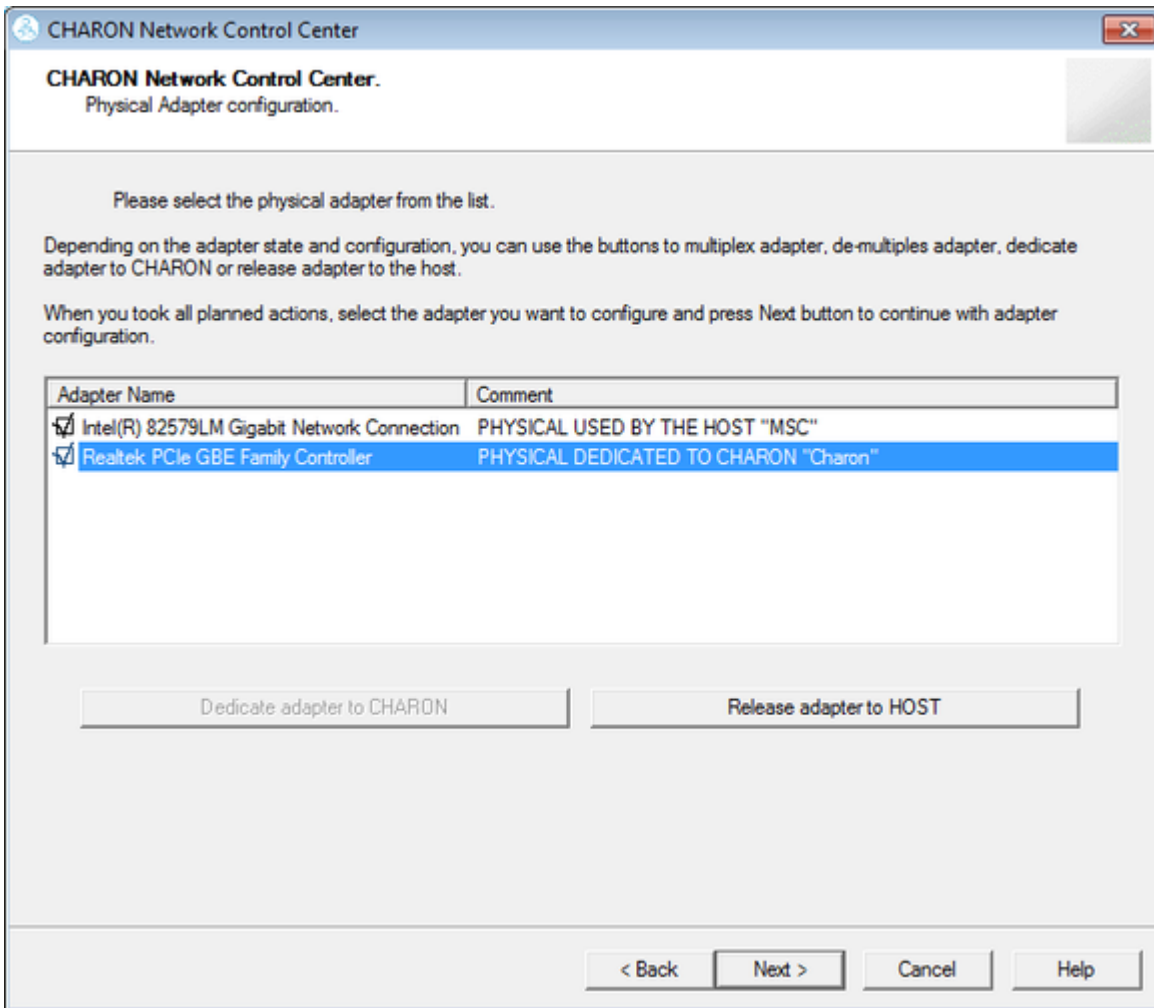 CHARON Network Control Center
CHARON Network Control Center.
Physical Adapter configuration.
Please select the physical adapter from the list.
Depending on the adapter state and configuration, you can use the buttons to multiplex adapter, de-multiples adapter, dedicate
adapter to CHARON or release adapter to the host.
When you took all planned actions, select the adapter you want to configure and press Next button to continue with adapter
configuration.
Adapter Name Comment
Intel(R) 82579LM Gigabit Network Connection PHYSICAL USED BY THE HOST "MSC"
Realtek PCIe GBE Family Controller PHYSICAL DEDICATED TO CHARON "Charon"
Dedicate adapter to CHARON Release adapter to HOST
< Back Next > Cancel Help